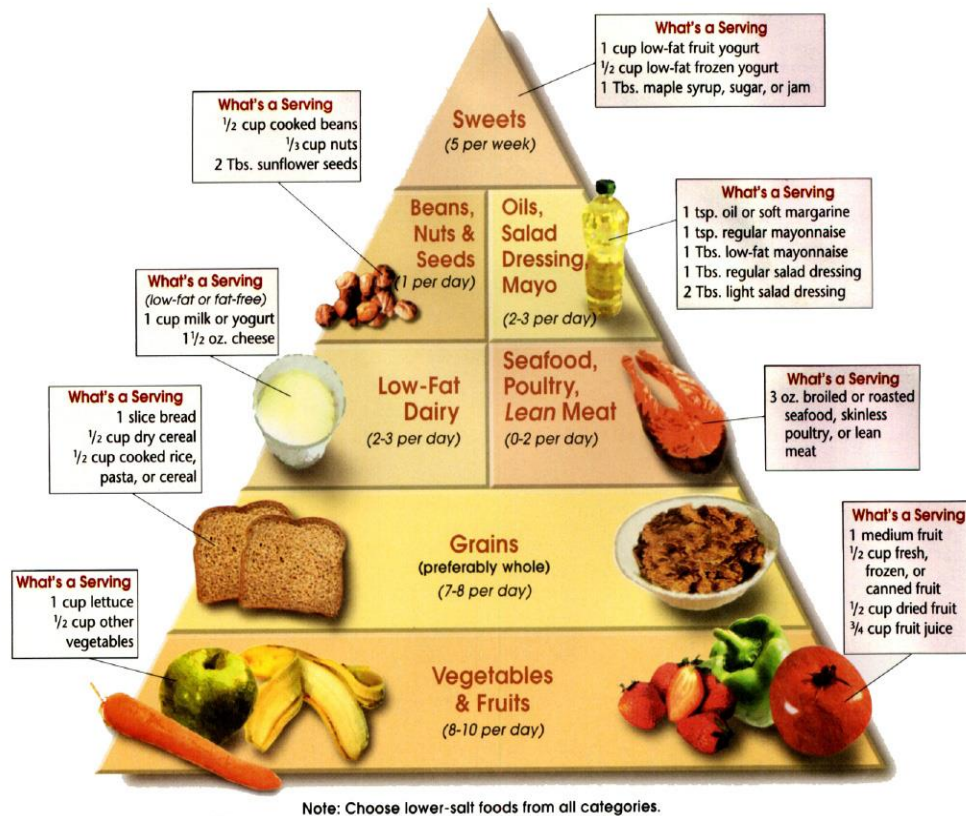 What's a Serving
1 cup low-fat fruit yogurt
1/2 cup low-fat frozen yogurt
1 Tbs. maple syrup, sugar, or jam
Sweets
(5 per week)
What's a Serving
1/2 cup cooked beans
1/3 cup nuts
2 Tbs. sunflower seeds
Beans,
Nuts &
Seeds
(1 per day)
Oils,
Salad
Dressing,
Mayo
(2-3 per day)
What's a Serving
1 tsp. oil or soft margarine
1 tsp. regular mayonnaise
1 Tbs. low-fat mayonnaise
1 Tbs. regular salad dressing
2 Tbs. light salad dressing
What's a Serving
(low-fat or fat-free)
1 cup milk or yogurt
1 1/2 oz. cheese
Low-Fat
Dairy
(2-3 per day)
Seafood,
Poultry,
Lean Meat
(0-2 per day)
What's a Serving
3 oz. broiled or roasted
seafood, skinless
poultry, or lean
meat
What's a Serving
1 slice bread
1/2 cup dry cereal
1/2 cup cooked rice,
pasta, or cereal
Grains
(preferably whole)
(7-8 per day)
What's a Serving
1 medium fruit
1/2 cup fresh,
frozen, or
canned fruit
1/2 cup dried fruit
3/4 cup fruit juice
What's a Serving
1 cup lettuce
1/2 cup other
vegetables
Vegetables
& Fruits
(8-10 per day)
Note: Choose lower-salt foods from all categories.